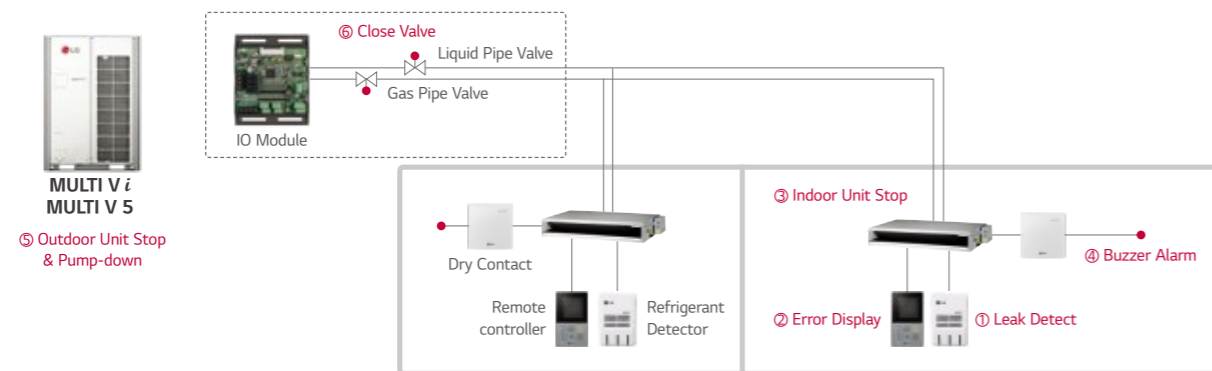 LG
MULTI V i
MULTI V 5
⑤ Outdoor Unit Stop
& Pump-down
⑥ Close Valve
Liquid Pipe Valve
Gas Pipe Valve
IO Module
Dry Contact
Remote
controller
Refrigerant
Detector
③ Indoor Unit Stop
④ Buzzer Alarm
② Error Display
① Leak Detect